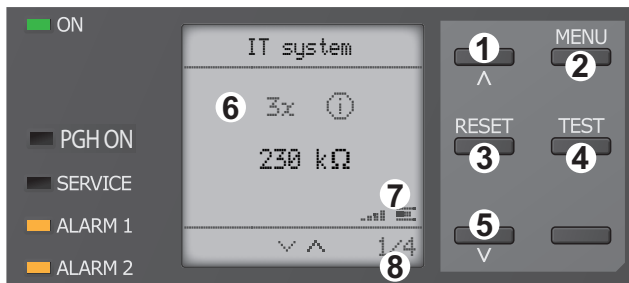 ON
PGH ON
SERVICE
ALARM 1
ALARM 2
IT system
6 3x i
230 kΩ
7
1/4
8
1
MENU
2
RESET
3
TEST
4
5